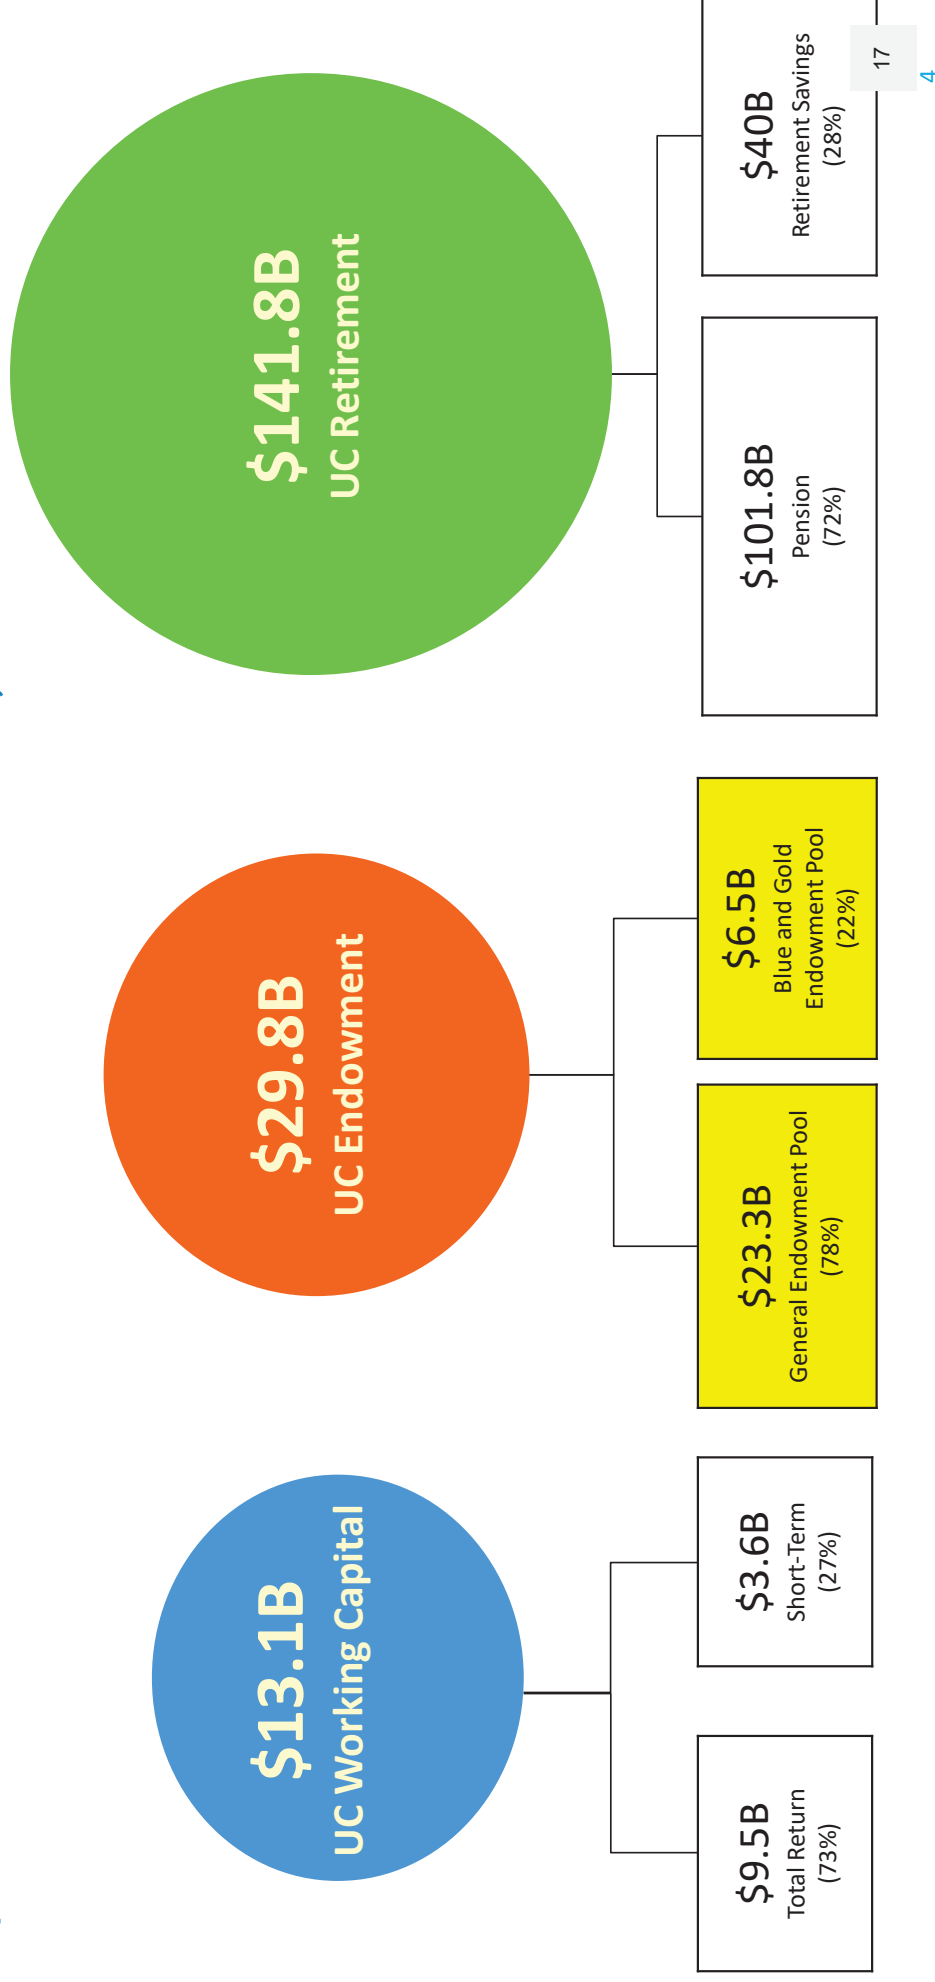 $13.1B
UC Working Capital
$9.5B
Total Return
(73%)
$3.6B
Short-Term
(27%)
$29.8B
UC Endowment
$23.3B
General Endowment Pool
(78%)
$6.5B
Blue and Gold
Endowment Pool
(22%)
$141.8B
UC Retirement
$101.8B
Pension
(72%)
$40B
Retirement Savings
(28%)
17
4